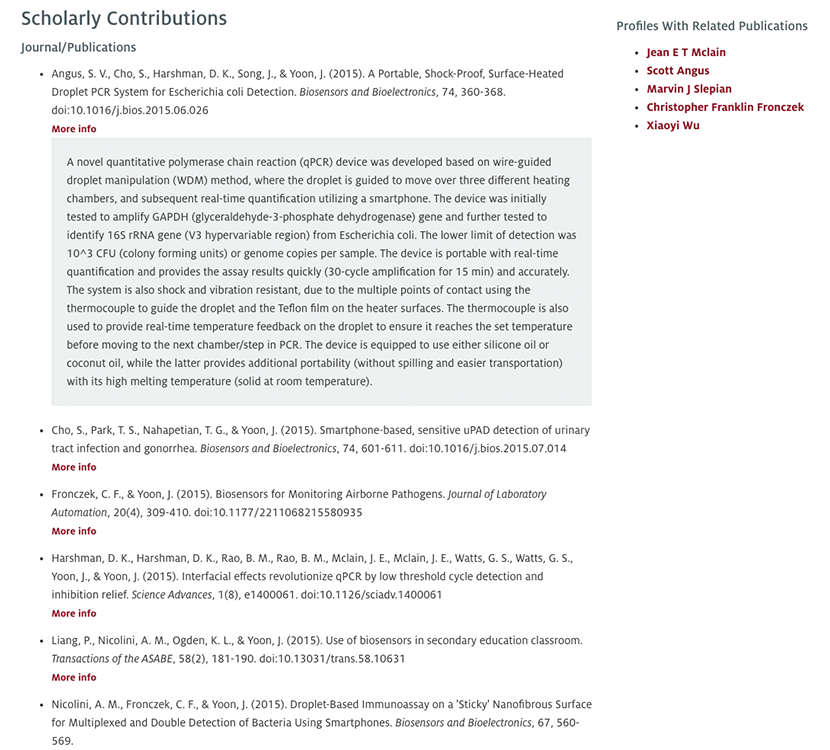 Scholarly Contributions
Journal/Publications
• Angus, S. V., Cho, S., Harshman, D. K., Song, J., & Yoon, J. (2015). A Portable, Shock-Proof, Surface-Heated
Droplet PCR System for Escherichia coli Detection. Biosensors and Bioelectronics, 74, 360-368.
doi:10.1016/j.bios.2015.06.026
More info
A novel quantitative polymerase chain reaction (qPCR) device was developed based on wire-guided
droplet manipulation (WDM) method, where the droplet is guided to move over three different heating
chambers, and subsequent real-time quantification utilizing a smartphone. The device was initially
tested to amplify GAPDH (glyceraldehyde-3-phosphate dehydrogenase) gene and further tested to
identify 16S rRNA gene (V3 hypervariable region) from Escherichia coli. The lower limit of detection was
10^3 CFU (colony forming units) or genome copies per sample. The device is portable with real-time
quantification and provides the assay results quickly (30-cycle amplification for 15 min) and accurately.
The system is also shock and vibration resistant, due to the multiple points of contact using the
thermocouple to guide the droplet and the Teflon film on the heater surfaces. The thermocouple is also
used to provide real-time temperature feedback on the droplet to ensure it reaches the set temperature
before moving to the next chamber/step in PCR. The device is equipped to use either silicone oil or
coconut oil, while the latter provides additional portability (without spilling and easier transportation)
with its high melting temperature (solid at room temperature).
• Cho, S., Park, T. S., Nahapetian, T. G., & Yoon, J. (2015). Smartphone-based, sensitive uPAD detection of urinary
tract infection and gonorrhea. Biosensors and Bioelectronics, 74, 601-611. doi:10.1016/j.bios.2015.07.014
More info
• Fronczek, C. F., & Yoon, J. (2015). Biosensors for Monitoring Airborne Pathogens. Journal of Laboratory
Automation, 20(4), 309-410. doi:10.1177/2211068215580935
More info
• Harshman, D. K., Harshman, D. K., Rao, B. M., Rao, B. M., Mclain, J. E., Mclain, J. E., Watts, G. S., Watts, G. S.,
Yoon, J., & Yoon, J. (2015). Interfacial effects revolutionize qPCR by low threshold cycle detection and
inhibition relief. Science Advances, 1(8), e1400061. doi:10.1126/sciadv.1400061
More info
• Liang, P., Nicolini, A. M., Ogden, K. L., & Yoon, J. (2015). Use of biosensors in secondary education classroom.
Transactions of the ASABE, 58(2), 181-190. doi:10.13031/trans.58.10631
More info
• Nicolini, A. M., Fronczek, C. F., & Yoon, J. (2015). Droplet-Based Immunoassay on a 'Sticky' Nanofibrous Surface
for Multiplexed and Double Detection of Bacteria Using Smartphones. Biosensors and Bioelectronics, 67, 560-
569.
Profiles With Related Publications
• Jean E T Mclain
• Scott Angus
• Marvin J Slepian
• Christopher Franklin Fronczek
• Xiaoyi Wu